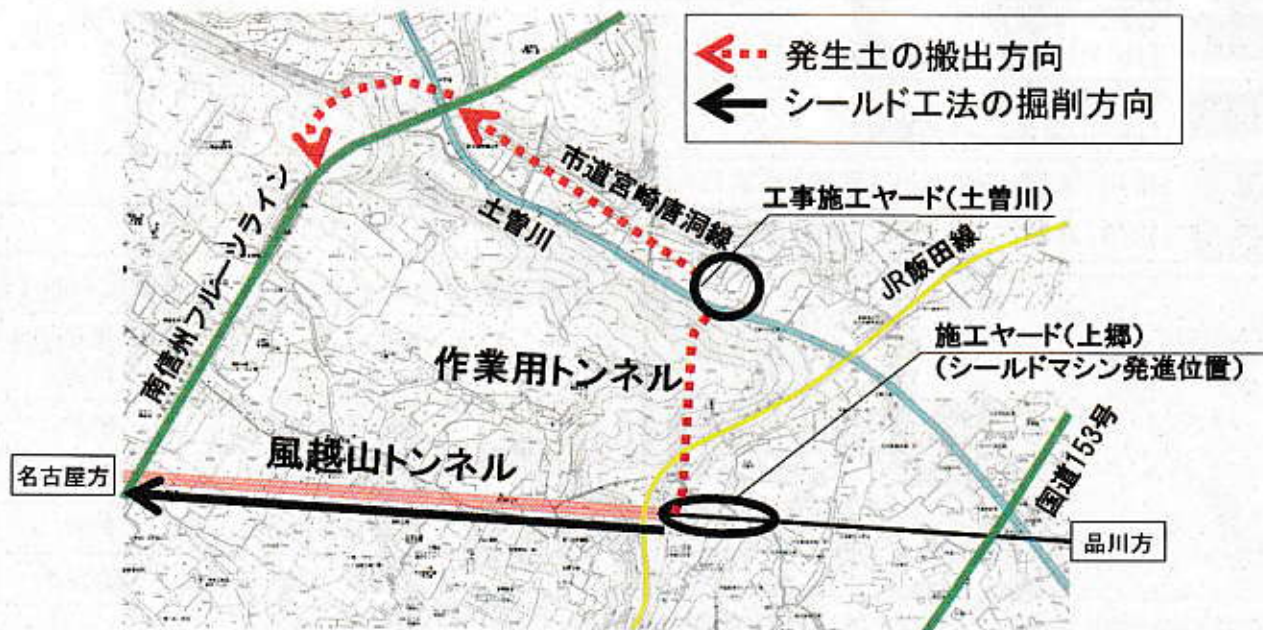 発生土の搬出方向
シールド工法の掘削方向
市道宮崎唐洞線
土曽川
工事施工ヤード(土曽川)
JR飯田線
南信州フルーツライン
施工ヤード(上郷)
(シールドマシン発進位置)
作業用トンネル
国道153号
風越山トンネル
名古屋方
品川方